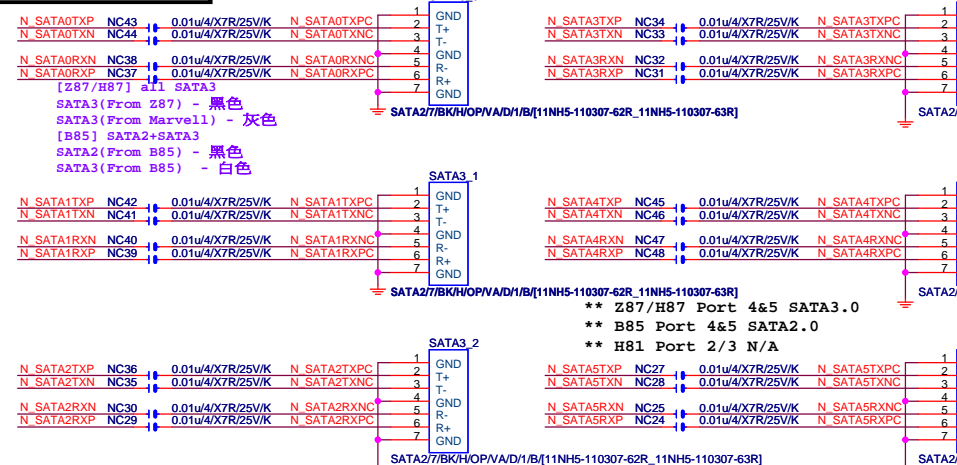 N_SATA0TXP NC43 0.01u/4/X7R/25V/K N_SATA0TXPC
N_SATA0TXN NC44 0.01u/4/X7R/25V/K N_SATA0TXNC
N_SATA0RXN NC38 0.01u/4/X7R/25V/K N_SATA0RXNC
N_SATA0RXP NC37 0.01u/4/X7R/25V/K N_SATA0RXPC
1 GND
2 T+
3 T-
4 GND
5 R-
6 R+
7 GND
SATA2/7/BK/H/OP/VA/D/1/B/[11NH5-110307-62R_11NH5-110307-63R]
[Z87/H87] all SATA3
SATA3(From Z87) - 黑色
SATA3(From Marvell) - 灰色
[B85] SATA2+SATA3
SATA2(From B85) - 黑色
SATA3(From B85) - 白色
N_SATA3TXP NC34 0.01u/4/X7R/25V/K N_SATA3TXPC
N_SATA3TXN NC33 0.01u/4/X7R/25V/K N_SATA3TXNC
N_SATA3RXN NC32 0.01u/4/X7R/25V/K N_SATA3RXNC
N_SATA3RXP NC31 0.01u/4/X7R/25V/K N_SATA3RXPC
1
2
3
4
5
6
7
SATA2/
SATA3_1
N_SATA1TXP NC42 0.01u/4/X7R/25V/K N_SATA1TXPC
N_SATA1TXN NC41 0.01u/4/X7R/25V/K N_SATA1TXNC
N_SATA1RXN NC40 0.01u/4/X7R/25V/K N_SATA1RXNC
N_SATA1RXP NC39 0.01u/4/X7R/25V/K N_SATA1RXPC
1 GND
2 T+
3 T-
4 GND
5 R-
6 R+
7 GND
SATA2/7/BK/H/OP/VA/D/1/B/[11NH5-110307-62R_11NH5-110307-63R]
N_SATA4TXP NC45 0.01u/4/X7R/25V/K N_SATA4TXPC
N_SATA4TXN NC46 0.01u/4/X7R/25V/K N_SATA4TXNC
N_SATA4RXN NC47 0.01u/4/X7R/25V/K N_SATA4RXNC
N_SATA4RXP NC48 0.01u/4/X7R/25V/K N_SATA4RXPC
1
2
3
4
5
6
7
SATA2/
** Z87/H87 Port 4&5 SATA3.0
** B85 Port 4&5 SATA2.0
** H81 Port 2/3 N/A
SATA3_2
N_SATA2TXP NC36 0.01u/4/X7R/25V/K N_SATA2TXPC
N_SATA2TXN NC35 0.01u/4/X7R/25V/K N_SATA2TXNC
N_SATA2RXN NC30 0.01u/4/X7R/25V/K N_SATA2RXNC
N_SATA2RXP NC29 0.01u/4/X7R/25V/K N_SATA2RXPC
1 GND
2 T+
3 T-
4 GND
5 R-
6 R+
7 GND
SATA2/7/BK/H/OP/VA/D/1/B/[11NH5-110307-62R_11NH5-110307-63R]
N_SATA5TXP NC27 0.01u/4/X7R/25V/K N_SATA5TXPC
N_SATA5TXN NC28 0.01u/4/X7R/25V/K N_SATA5TXNC
N_SATA5RXN NC25 0.01u/4/X7R/25V/K N_SATA5RXNC
N_SATA5RXP NC24 0.01u/4/X7R/25V/K N_SATA5RXPC
1
2
3
4
5
6
7
SATA2/